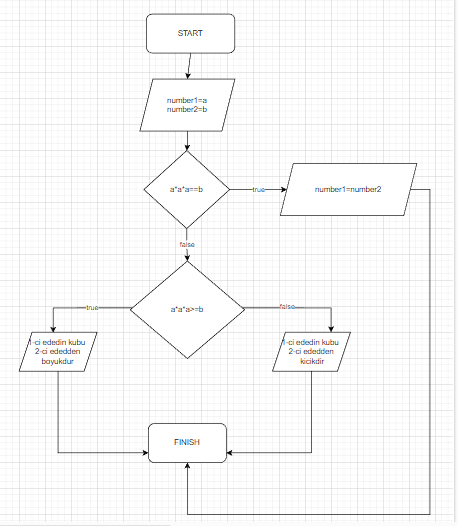 START
number1=a
number2=b
a*a*a==b
true
number1=number2
false
a*a*a>=b
true
false
1-ci ededin kubu
2-ci ededden
boyukdur
1-ci ededin kubu
2-ci ededden
kicikdir
FINISH